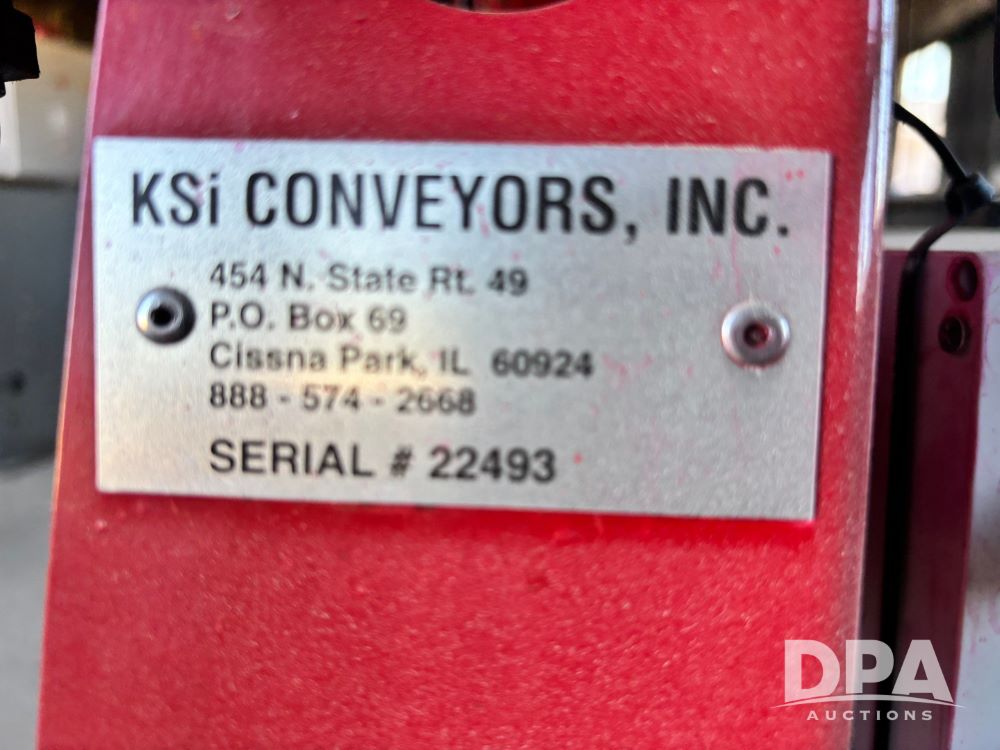 KSi CONVEYORS, INC.
454 N. State Rt. 49
P.O. Box 69
Cissna Park, IL 60924
888 - 574 - 2668
SERIAL # 22493
DPA
AUCTIONS